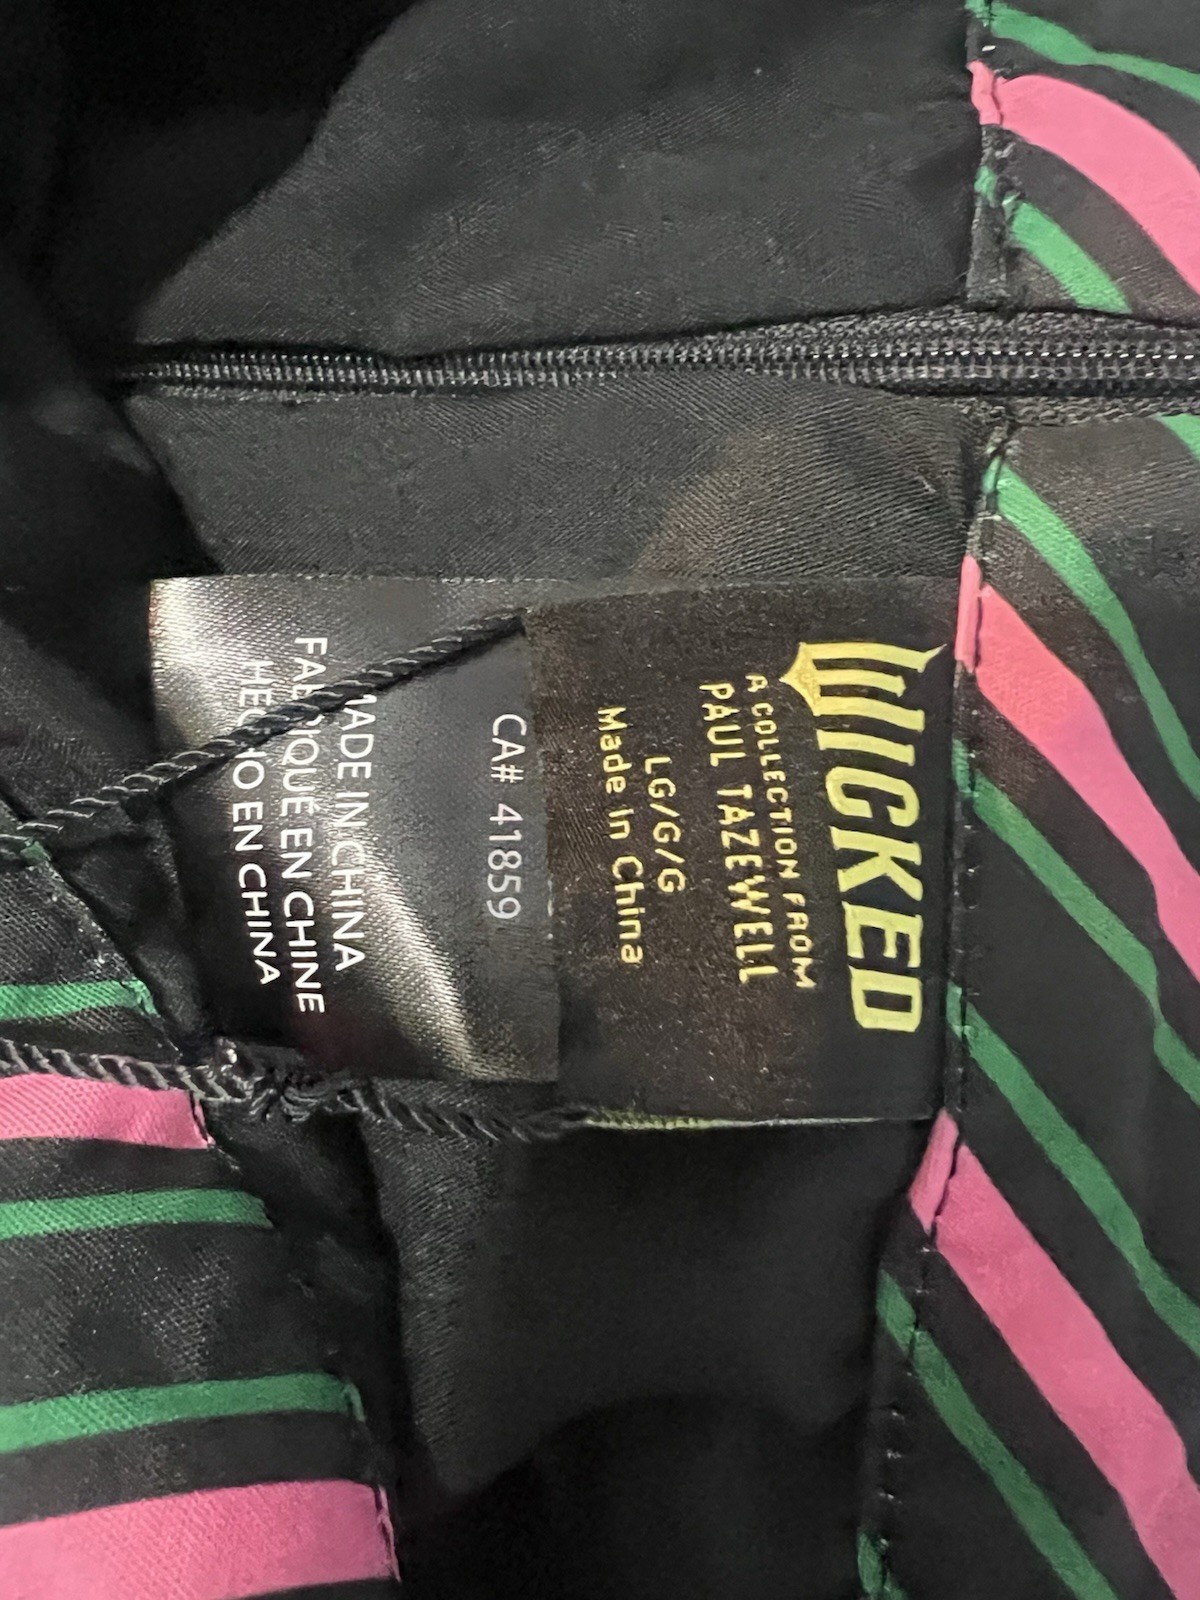 WICKED
A COLLECTION FROM
PAUL TAZEWELL
LG/G/G
Made In China
CA# 41859
MADE IN CHINA
FABRIQUÉ EN CHINE
HECHO EN CHINA